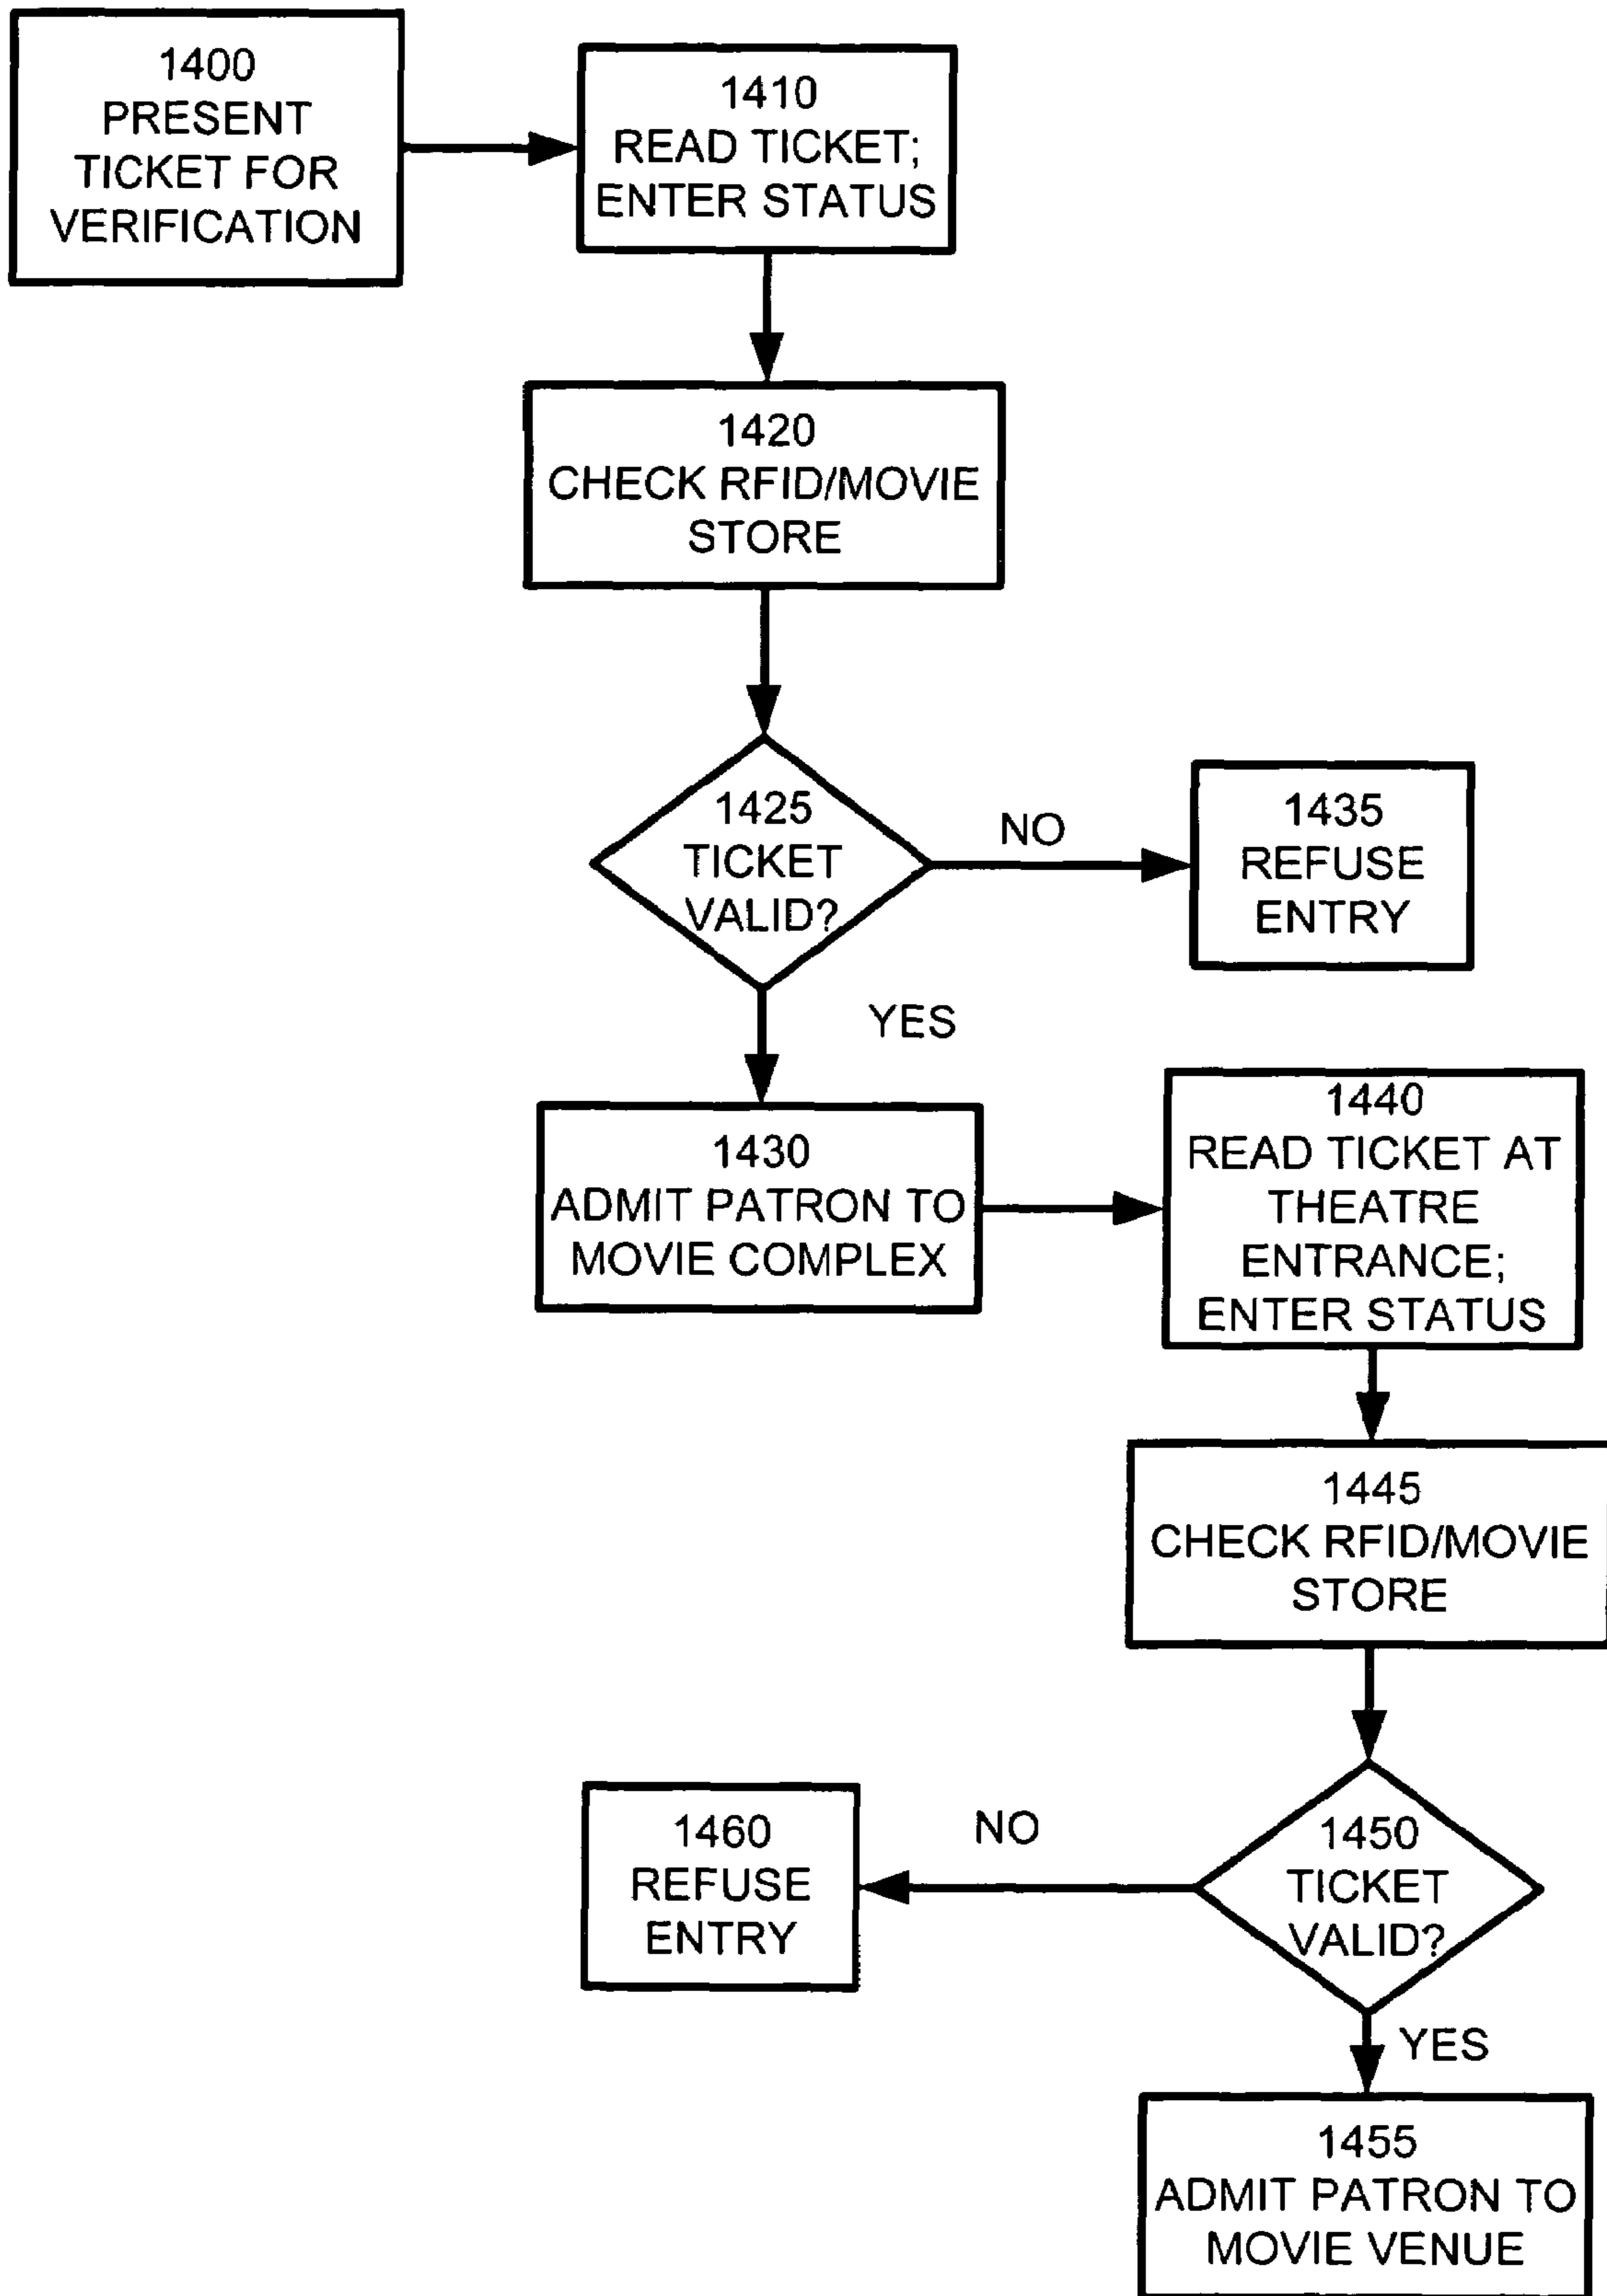 1400
PRESENT
TICKET FOR
VERIFICATION
1410
READ TICKET;
ENTER STATUS
1420
CHECK RFID/MOVIE
STORE
1425
TICKET
VALID?
NO
1435
REFUSE
ENTRY
YES
1430
ADMIT PATRON TO
MOVIE COMPLEX
1440
READ TICKET AT
THEATRE
ENTRANCE;
ENTER STATUS
1445
CHECK RFID/MOVIE
STORE
1450
TICKET
VALID?
NO
1460
REFUSE
ENTRY
YES
1455
ADMIT PATRON TO
MOVIE VENUE